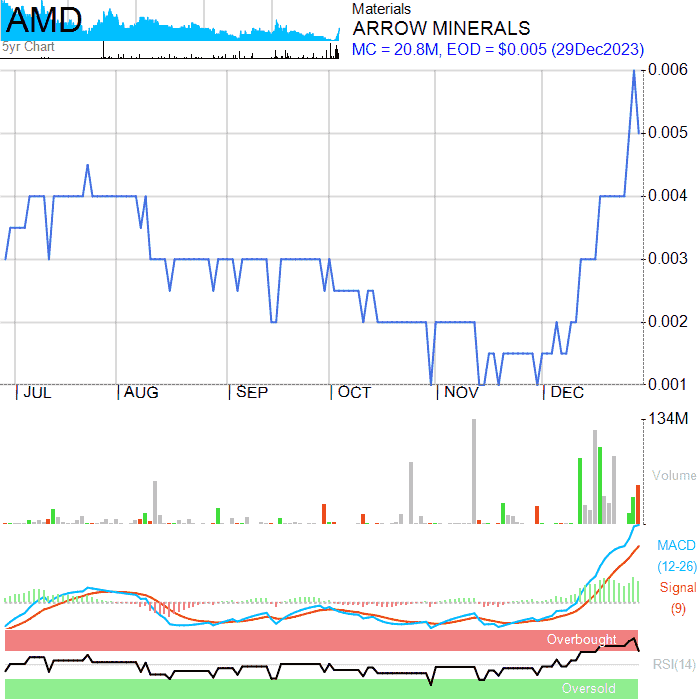 AMD
5yr Chart
Materials
ARROW MINERALS
MC = 20.8M, EOD = $0.005 (29Dec2023)
0.006
0.005
0.004
0.003
0.002
0.001
JUL AUG SEP OCT NOV DEC
134M
Volume
MACD
(12-26)
Signal
(9)
Overbought
RSI(14)
Oversold